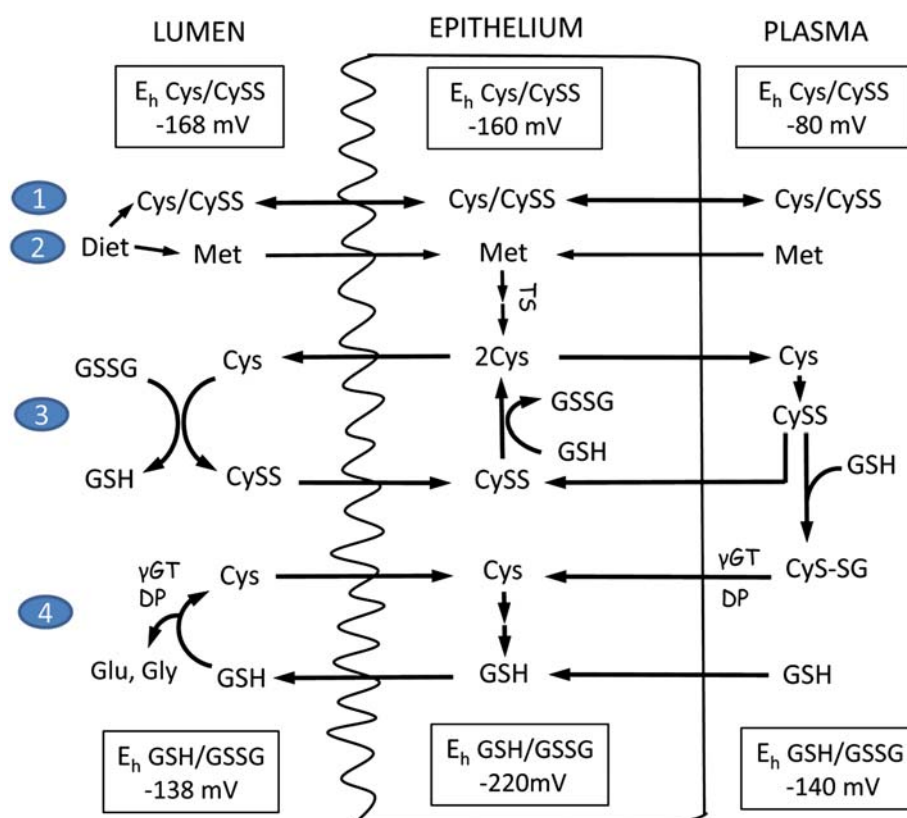 LUMEN EPITHELIUM PLASMA
Eh Cys/CySS Eh Cys/CySS Eh Cys/CySS
-168 mV -160 mV -80 mV
1 Cys/CySS Cys/CySS Cys/CySS
2 Diet Met Met Met
TS
GSSG Cys 2Cys Cys
3 GSSG CySS
GSH CySS CySS GSH GSH
γGT Cys Cys γGT CyS-SG
DP DP
4
Glu, Gly GSH GSH GSH
Eh GSH/GSSG Eh GSH/GSSG Eh GSH/GSSG
-138 mV -220mV -140 mV